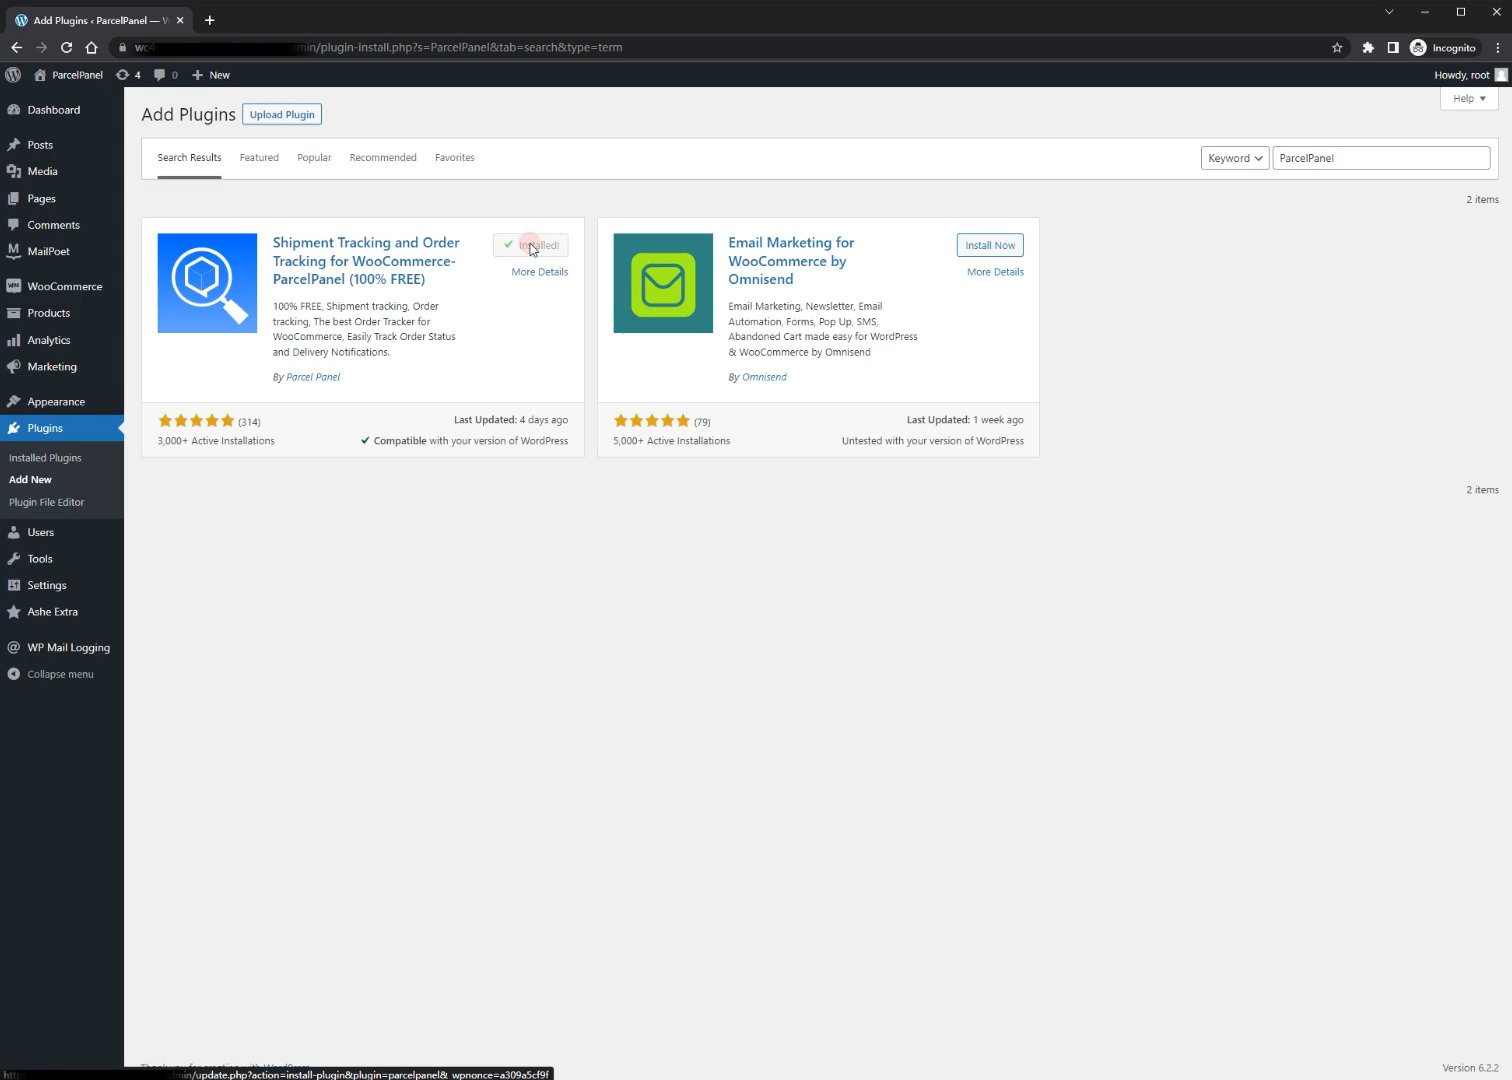 Add Plugins ‹ ParcelPanel — W
wc4
min/plugin-install.php?s=ParcelPanel&tab=search&type=term
Incognito
ParcelPanel
4
0
New
Howdy, root
Dashboard
Posts
Media
Pages
Comments
MailPoet
WooCommerce
Products
Analytics
Marketing
Appearance
Plugins
Installed Plugins
Add New
Plugin File Editor
Users
Tools
Settings
Ashe Extra
WP Mail Logging
Collapse menu
Add Plugins
Upload Plugin
Help
Search Results
Featured
Popular
Recommended
Favorites
Keyword
ParcelPanel
2 items
Shipment Tracking and Order
Tracking for WooCommerce-
ParcelPanel (100% FREE)
Installed!
More Details
100% FREE, Shipment tracking, Order
tracking, The best Order Tracker for
WooCommerce, Easily Track Order Status
and Delivery Notifications.
By Parcel Panel
(314)
Last Updated: 4 days ago
3,000+ Active Installations
Compatible with your version of WordPress
Email Marketing for
WooCommerce by
Omnisend
Install Now
More Details
Email Marketing, Newsletter, Email
Automation, Forms, Pop Up, SMS,
Abandoned Cart made easy for WordPress
& WooCommerce by Omnisend
By Omnisend
(79)
Last Updated: 1 week ago
5,000+ Active Installations
Untested with your version of WordPress
2 items
Version 6.2.2
min/update.php?action=install-plugin&plugin=parcelpanel&_wpnonce=a309a5cf9f